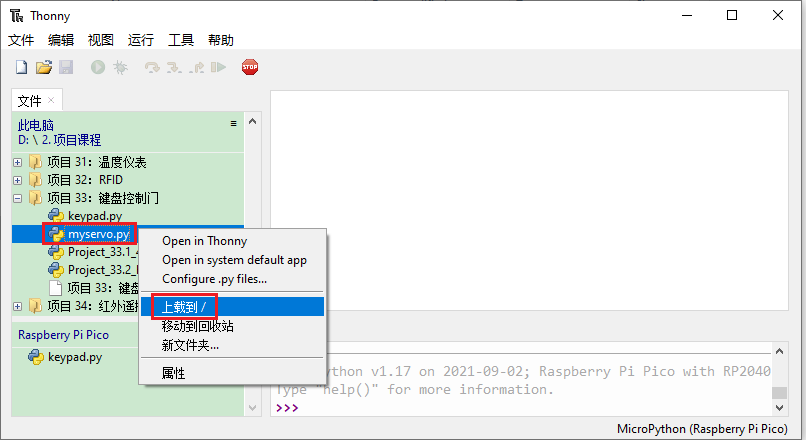 Thonny
文件 编辑 视图 运行 工具 帮助
STOP
文件
此电脑
D: \ 2. 项目课程
项目 31：温度仪表
项目 32：RFID
项目 33：键盘控制门
keypad.py
myservo.py
Project_33.1_4
Project_33.2_
项目 33：键盘
项目 34：红外遥
Open in Thonny
Open in system default app
Configure .py files...
上载到 /
移动到回收站
新文件夹...
属性
Raspberry Pi Pico
keypad.py
ython v1.17 on 2021-09-02; Raspberry Pi Pico with RP2040
Type "help()" for more information.
>>>
MicroPython (Raspberry Pi Pico)